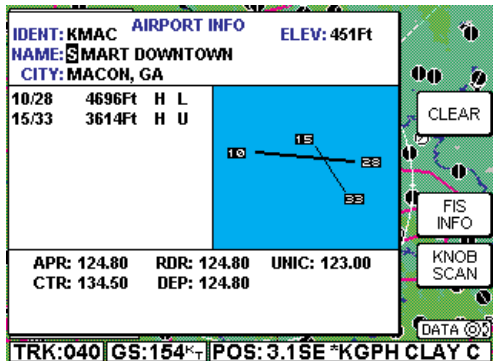 AIRPORT INFO
IDENT: KMAC ELEV: 451Ft
NAME: SMART DOWNTOWN
CITY: MACON, GA
10/28 4696Ft H L
15/33 3614Ft H U
10 15 28 33
APR: 124.80 RDR: 124.80 UNIC: 123.00
CTR: 134.50 DEP: 124.80
CLEAR
FIS
INFO
KNOB
SCAN
DATA
TRK:040 GS:154KT POS: 3.1SE *KGPH CLAY C